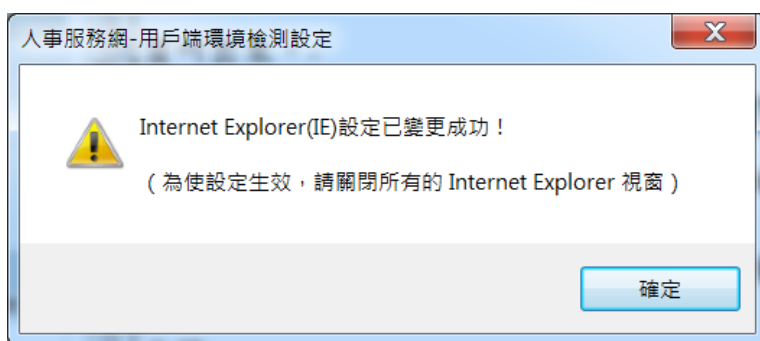 人事服務網-用戶端環境檢測設定
Internet Explorer(IE)設定已變更成功！
（為使設定生效，請關閉所有的 Internet Explorer 視窗）
確定